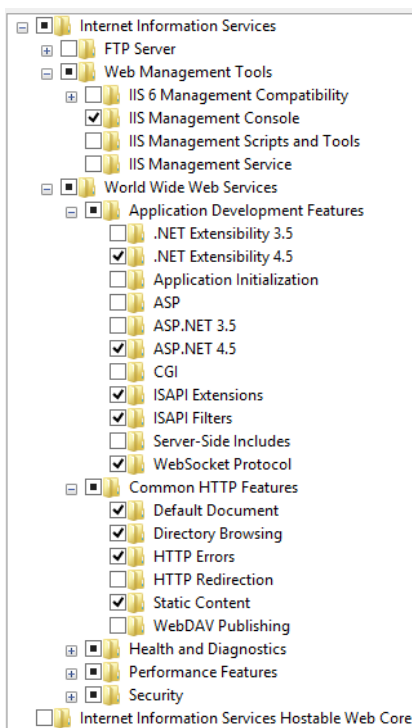 Internet Information Services
FTP Server
Web Management Tools
IIS 6 Management Compatibility
IIS Management Console
IIS Management Scripts and Tools
IIS Management Service
World Wide Web Services
Application Development Features
.NET Extensibility 3.5
.NET Extensibility 4.5
Application Initialization
ASP
ASP.NET 3.5
ASP.NET 4.5
CGI
ISAPI Extensions
ISAPI Filters
Server-Side Includes
WebSocket Protocol
Common HTTP Features
Default Document
Directory Browsing
HTTP Errors
HTTP Redirection
Static Content
WebDAV Publishing
Health and Diagnostics
Performance Features
Security
Internet Information Services Hostable Web Core